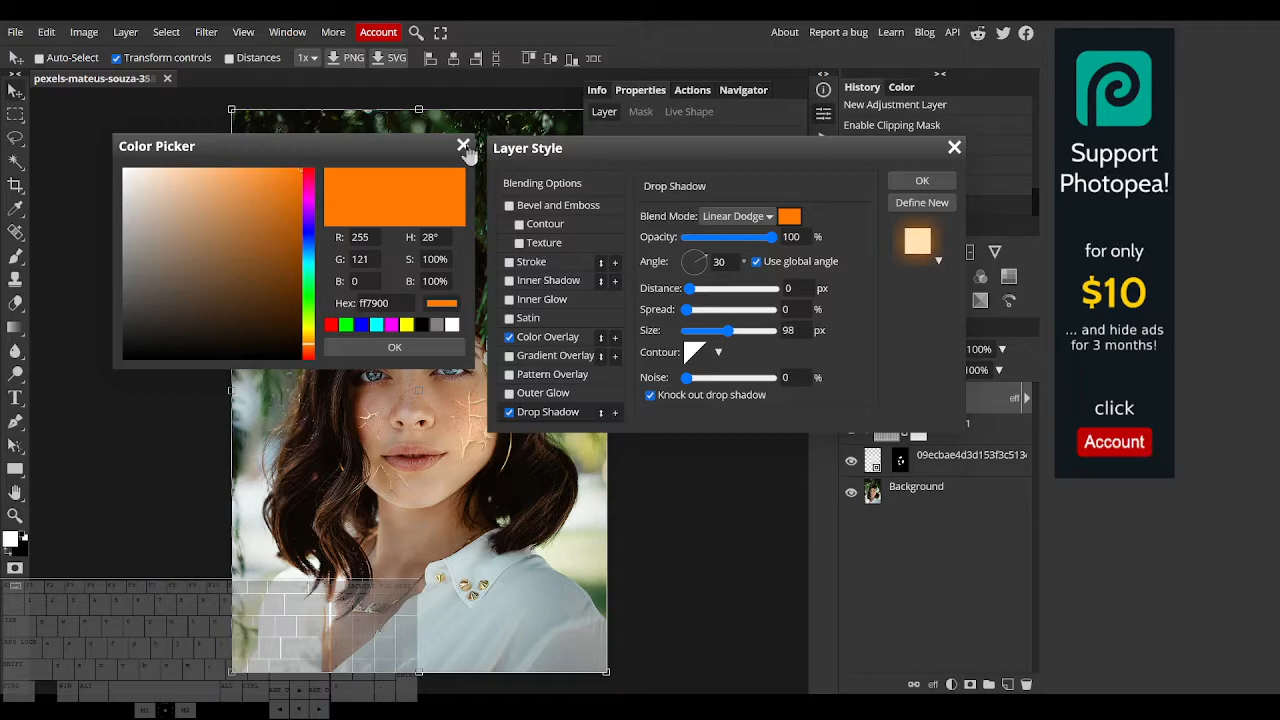 File Edit Image Layer Select Filter View Window More Account About Report a bug Learn Blog API
Auto-Select Transform controls Distances 1x PNG SVG
pexels-mateus-souza-35
Info Properties Actions Navigator
Layer Mask Live Shape
History Color
New Adjustment Layer
Enable Clipping Mask
Color Picker
R: 255 H: 28°
G: 121 S: 100%
B: 0 B: 100%
Hex: ff7900
OK
Layer Style
Blending Options
Bevel and Emboss
Contour
Texture
Stroke
Inner Shadow
Inner Glow
Satin
Color Overlay
Gradient Overlay
Pattern Overlay
Outer Glow
Drop Shadow
Drop Shadow
Blend Mode: Linear Dodge
Opacity: 100 %
Angle: 30 ° Use global angle
Distance: 0 px
Spread: 0 %
Size: 98 px
Contour:
Noise: 0 %
Knock out drop shadow
OK
Define New
100%
100%
eff
1
09ecbae4d3d153f3c513
Background
eff
Support
Photopea!
for only
$10
... and hide ads
for 3 months!
click
Account